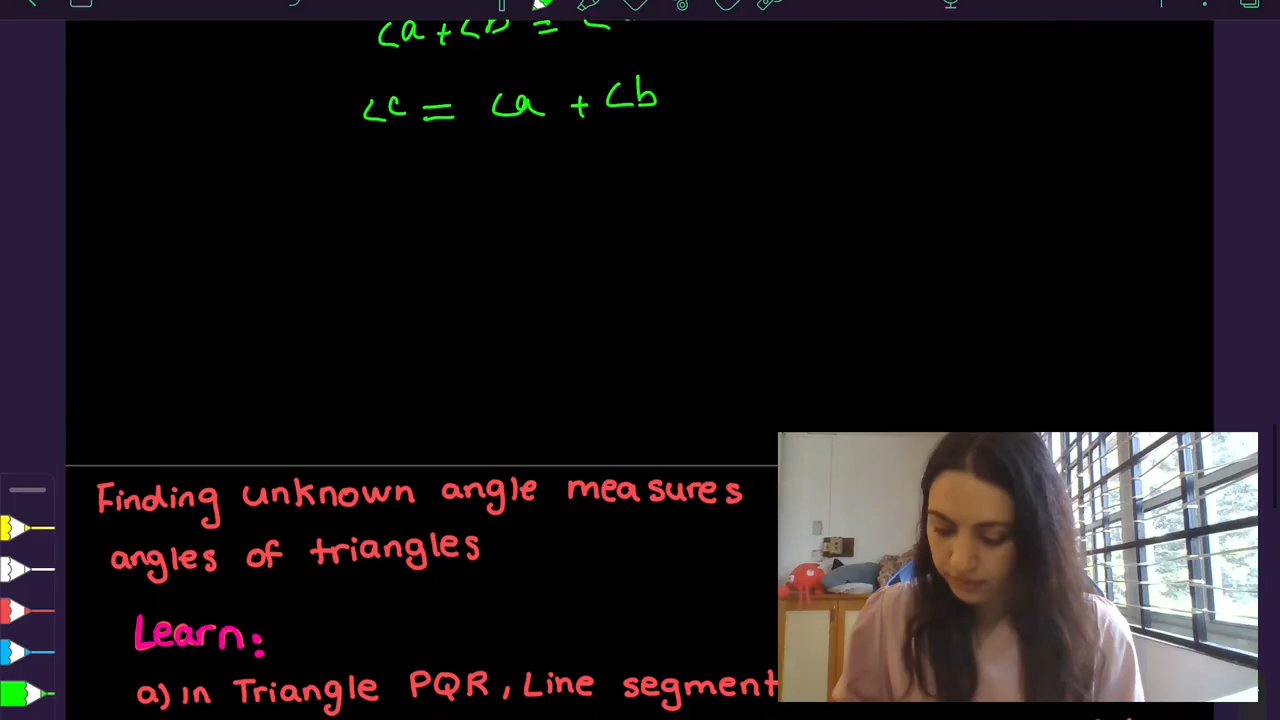 ∠a + ∠b = ∠
∠c = ∠a + ∠b
Finding unknown angle measures
angles of triangles
Learn:
a) in Triangle PQR, Line segment